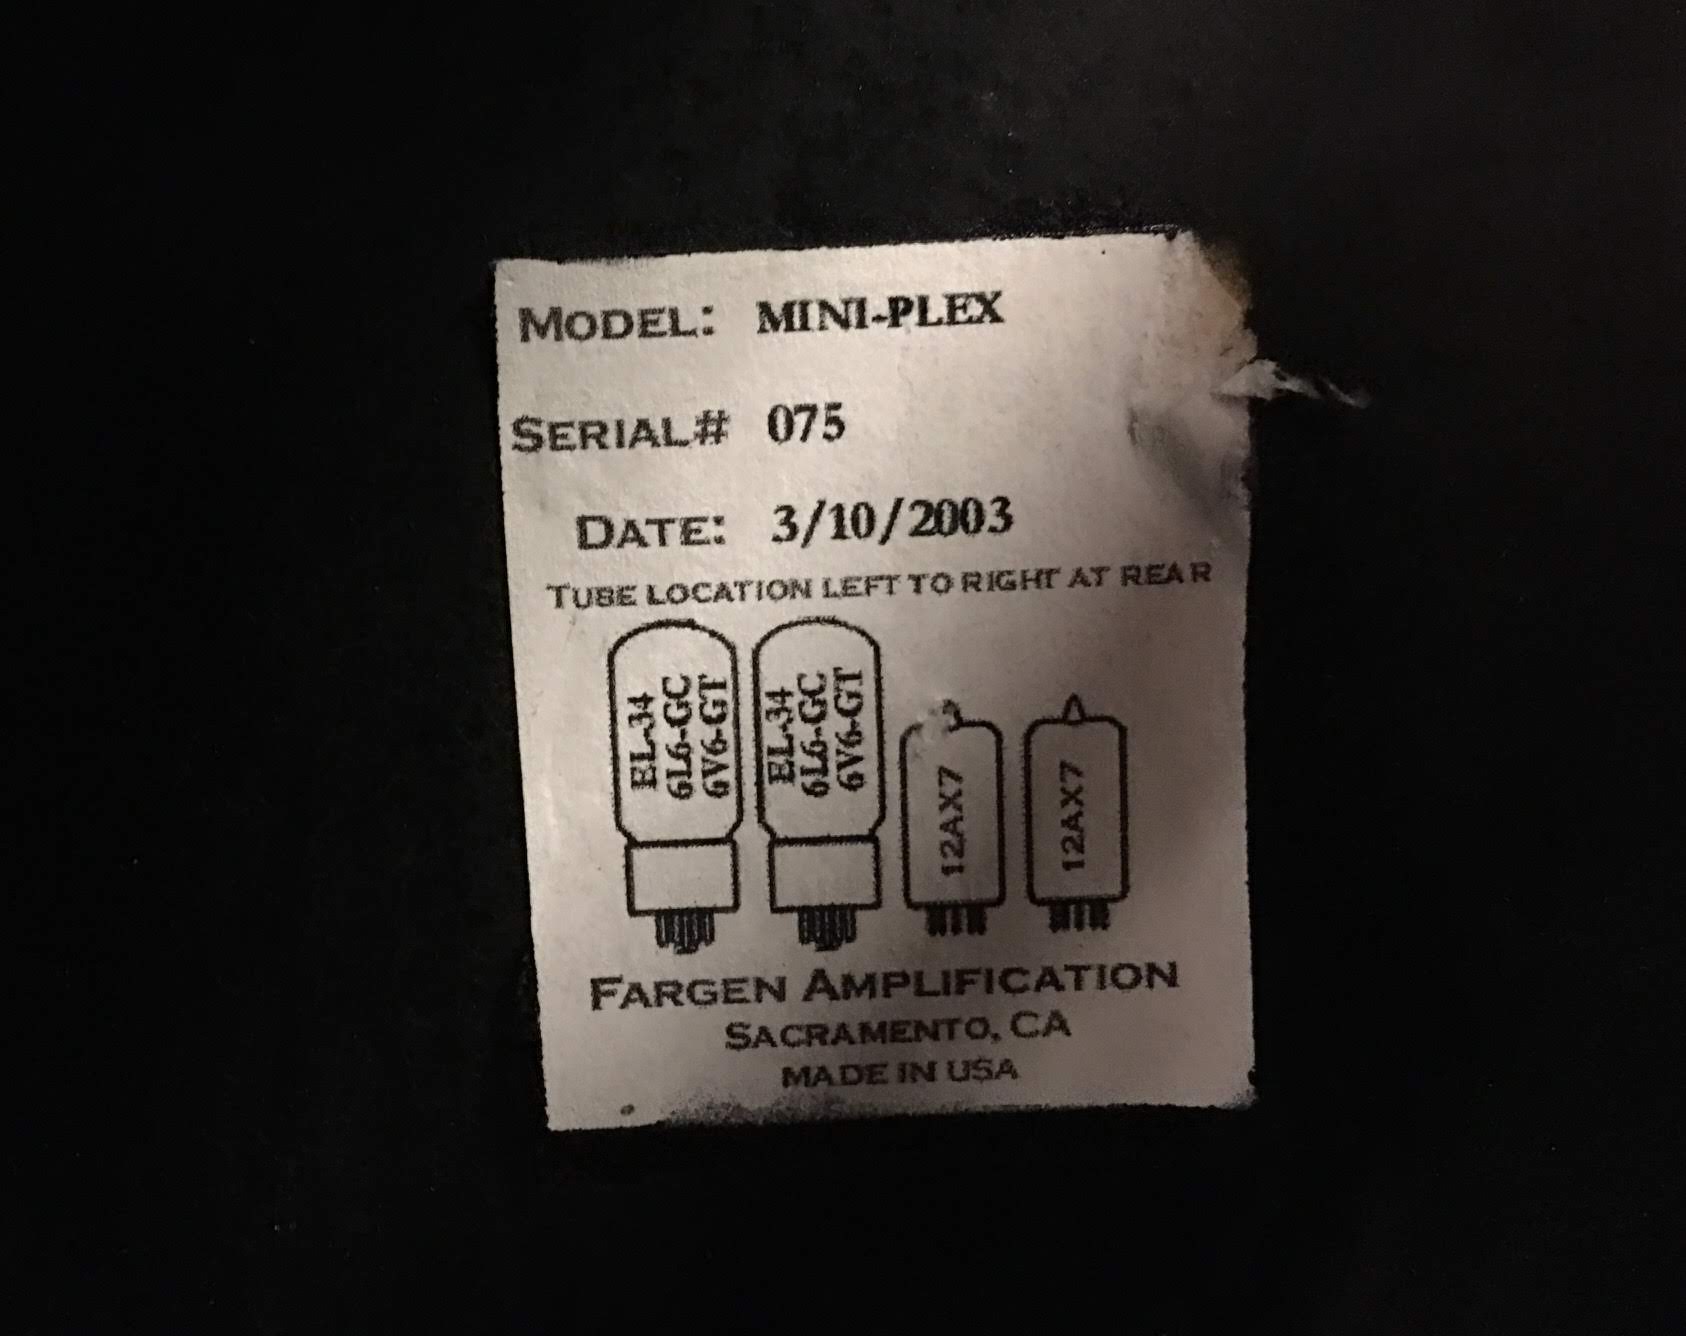 MODEL: MINI-PLEX
SERIAL# 075
DATE: 3/10/2003
TUBE LOCATION LEFT TO RIGHT AT REAR
EL-34
6L6-GC
6V6-GT
EL-34
6L6-GC
6V6-GT
12AX7
12AX7
FARGEN AMPLIFICATION
SACRAMENTO, CA
MADE IN USA